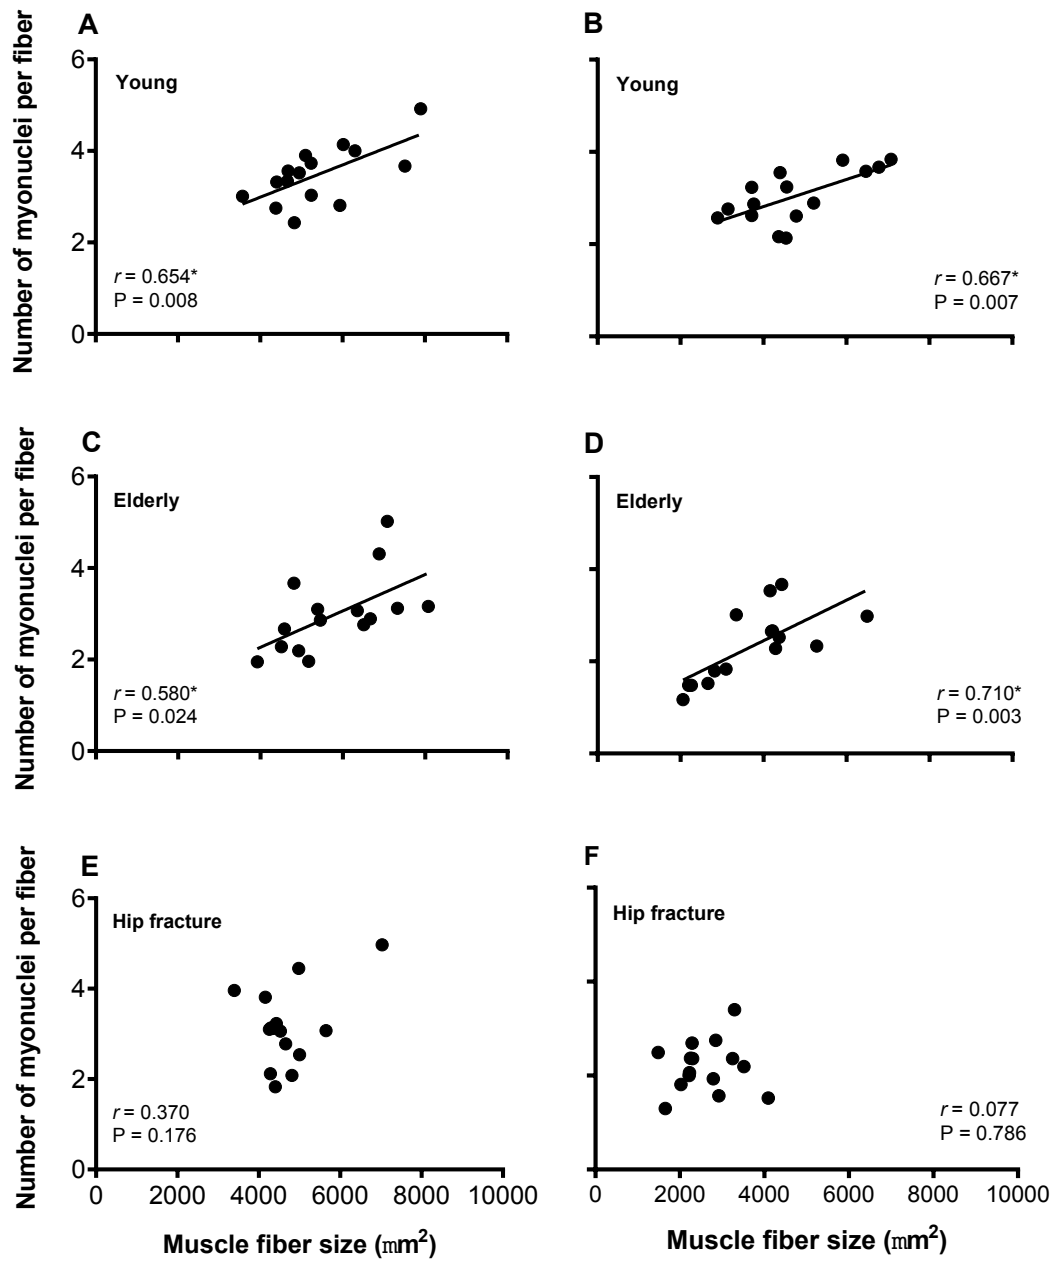 A
B
Number of myonuclei per fiber
6
4
2
0
Young
r = 0.654*
P = 0.008
Young
r = 0.667*
P = 0.007
C
D
Number of myonuclei per fiber
6
4
2
0
Elderly
r = 0.580*
P = 0.024
Elderly
r = 0.710*
P = 0.003
E
F
Number of myonuclei per fiber
6
4
2
0
Hip fracture
r = 0.370
P = 0.176
Hip fracture
r = 0.077
P = 0.786
0 2000 4000 6000 8000 10000
0 2000 4000 6000 8000 10000
Muscle fiber size (mm²)
Muscle fiber size (mm²)